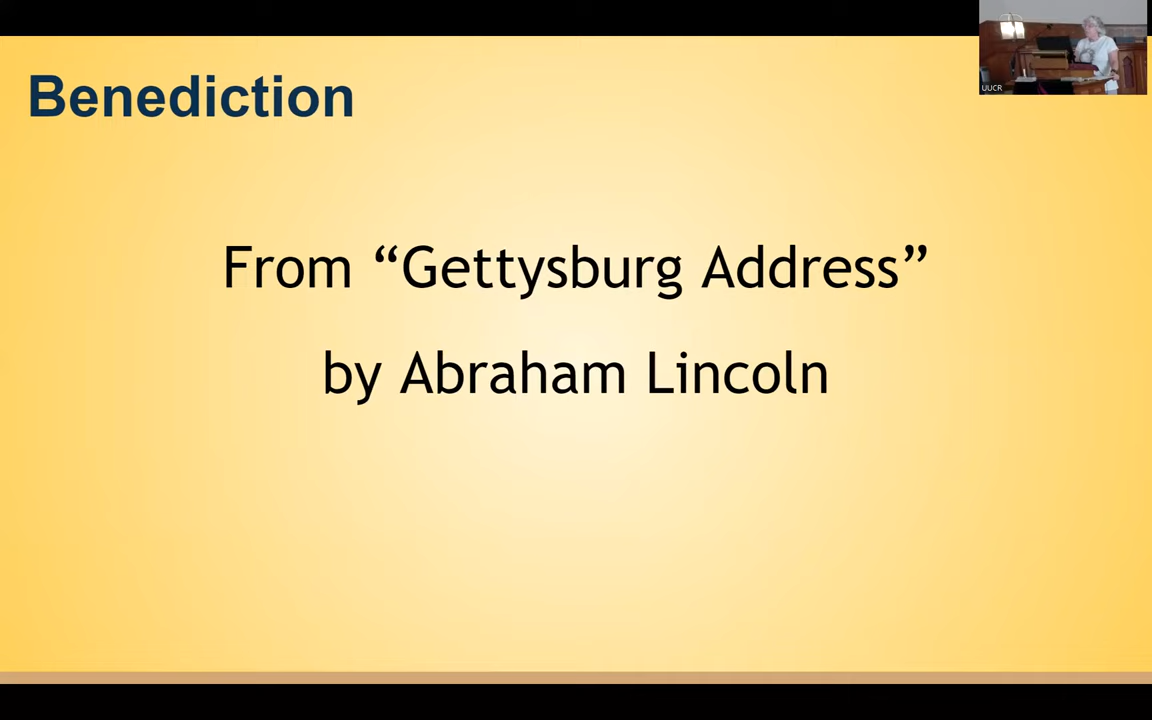 Benediction
UUCR
From “Gettysburg Address”
by Abraham Lincoln